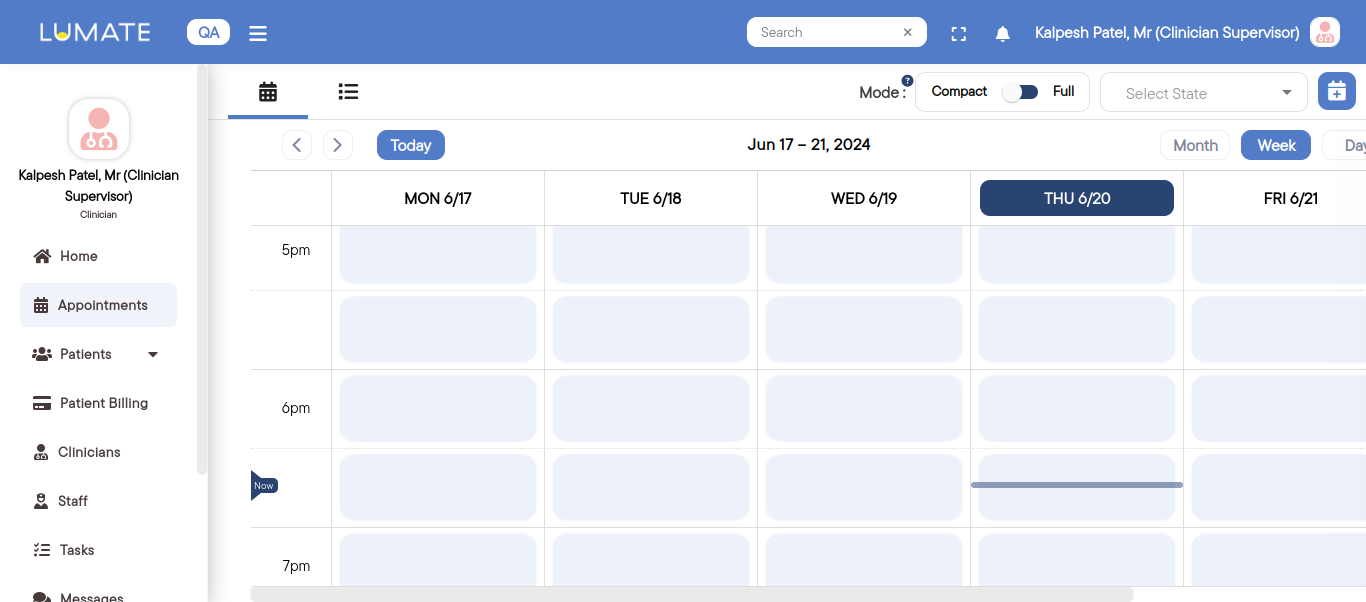 LUMATE
QA
Search
Kalpesh Patel, Mr (Clinician Supervisor)
Kalpesh Patel, Mr (Clinician
Supervisor)
Clinician
Home
Appointments
Patients
Patient Billing
Clinicians
Staff
Tasks
Messages
Mode :
?
Compact
Full
Select State
Today
Jun 17 – 21, 2024
Month
Week
Day
MON 6/17
TUE 6/18
WED 6/19
THU 6/20
FRI 6/21
5pm
6pm
Now
7pm